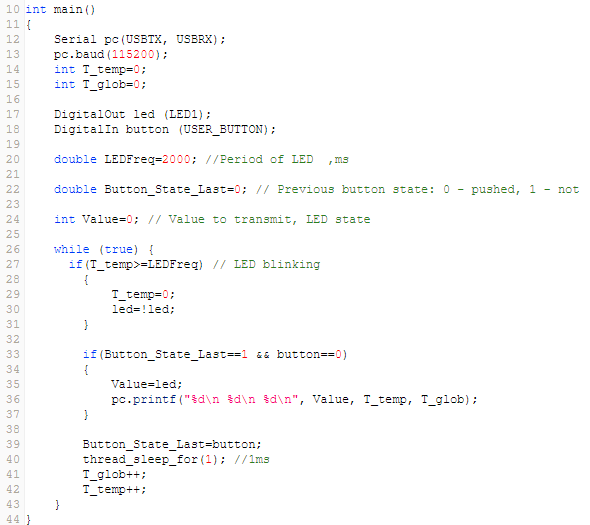 10 int main()
11 {
12     Serial pc(USBTX, USBRX);
13     pc.baud(115200);
14     int T_temp=0;
15     int T_glob=0;
16
17     DigitalOut led (LED1);
18     DigitalIn button (USER_BUTTON);
19
20     double LEDFreq=2000; //Period of LED  ,ms
21
22     double Button_State_Last=0; // Previous button state: 0 - pushed, 1 - not
23
24     int Value=0; // Value to transmit, LED state
25
26     while (true) {
27       if(T_temp>=LEDFreq) // LED blinking
28         {
29             T_temp=0;
30             led=!led;
31         }
32
33         if(Button_State_Last==1 && button==0)
34         {
35             Value=led;
36             pc.printf("%d\n %d\n %d\n", Value, T_temp, T_glob);
37         }
38
39         Button_State_Last=button;
40         thread_sleep_for(1); //1ms
41         T_glob++;
42         T_temp++;
43     }
44 }